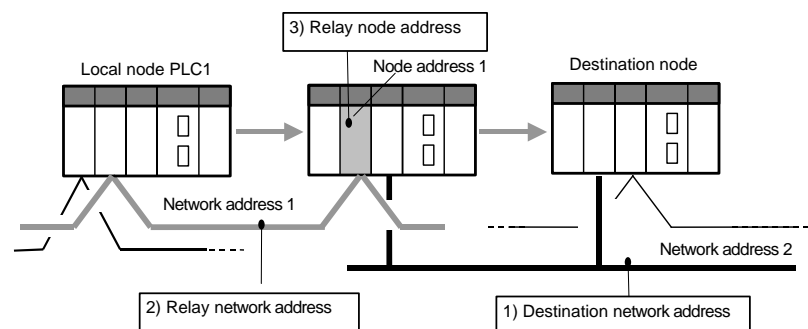 3) Relay node address
Local node PLC1
Node address 1
Destination node
Network address 1
Network address 2
2) Relay network address
1) Destination network address